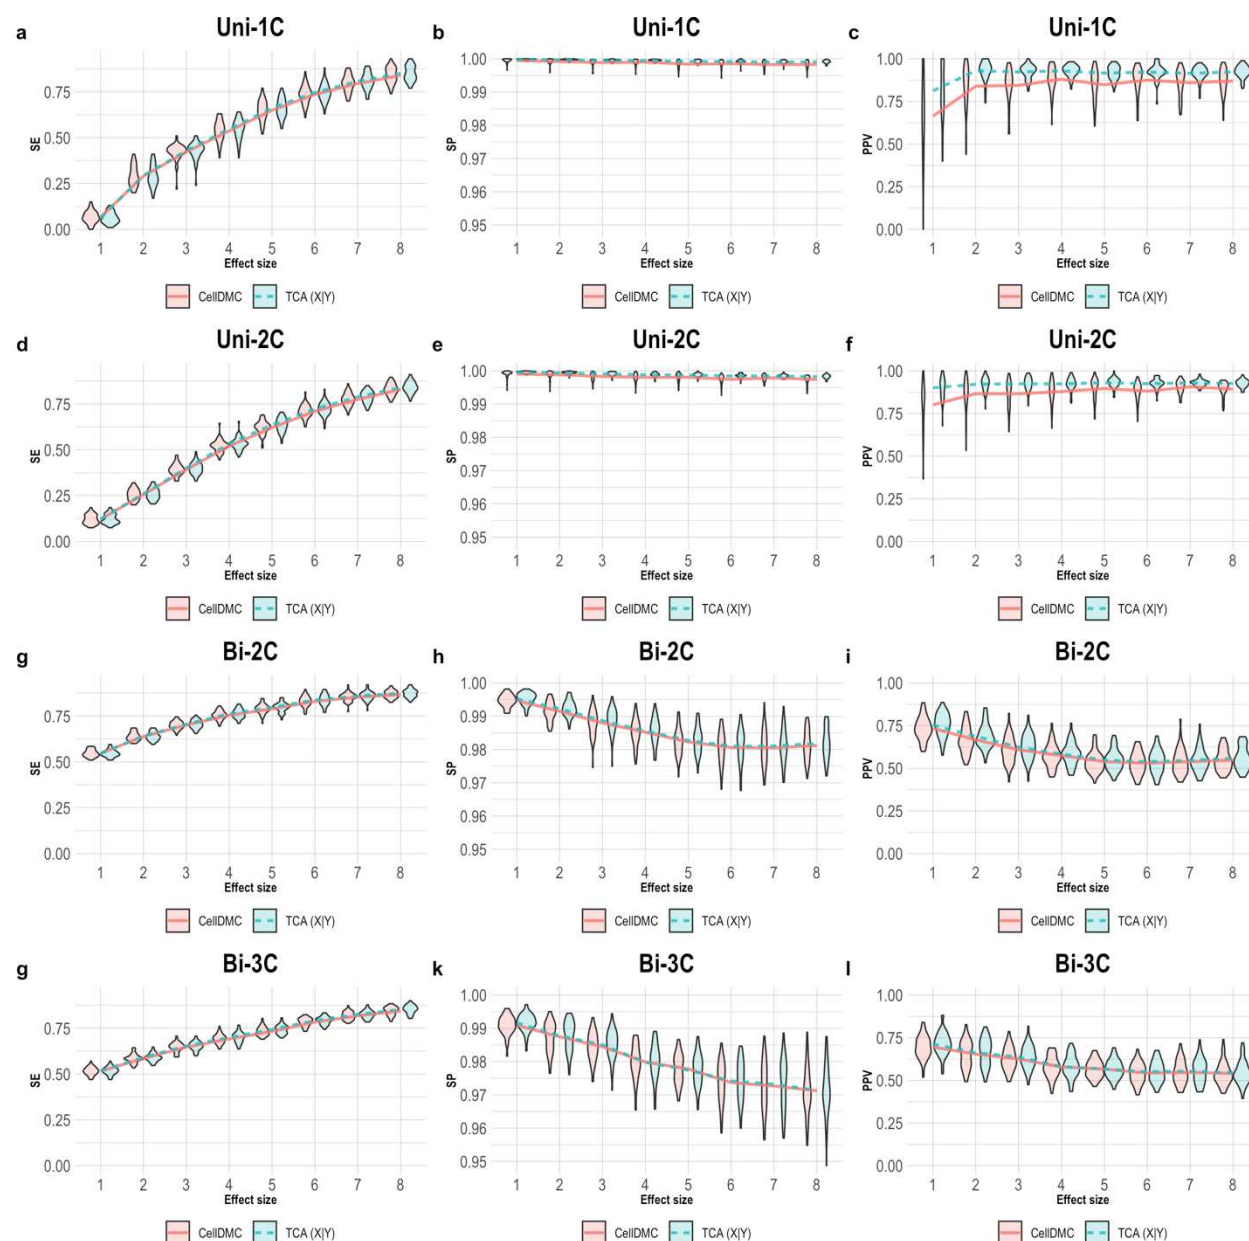 a Uni-1C b Uni-1C c Uni-1C
0.75 0.50 0.25 0.00
SE
1 2 3 4 5 6 7 8
Effect size
CellDMC TCA (X|Y)
1.00 0.99 0.98 0.97 0.96 0.95
SP
1 2 3 4 5 6 7 8
Effect size
CellDMC TCA (X|Y)
1.00 0.75 0.50 0.25 0.00
PPV
1 2 3 4 5 6 7 8
Effect size
CellDMC TCA (X|Y)
d Uni-2C e Uni-2C f Uni-2C
0.75 0.50 0.25 0.00
SE
1 2 3 4 5 6 7 8
Effect size
CellDMC TCA (X|Y)
1.00 0.99 0.98 0.97 0.96 0.95
SP
1 2 3 4 5 6 7 8
Effect size
CellDMC TCA (X|Y)
1.00 0.75 0.50 0.25 0.00
PPV
1 2 3 4 5 6 7 8
Effect size
CellDMC TCA (X|Y)
g Bi-2C h Bi-2C i Bi-2C
0.75 0.50 0.25 0.00
SE
1 2 3 4 5 6 7 8
Effect size
CellDMC TCA (X|Y)
1.00 0.99 0.98 0.97 0.96 0.95
SP
1 2 3 4 5 6 7 8
Effect size
CellDMC TCA (X|Y)
1.00 0.75 0.50 0.25 0.00
PPV
1 2 3 4 5 6 7 8
Effect size
CellDMC TCA (X|Y)
g Bi-3C k Bi-3C l Bi-3C
0.75 0.50 0.25 0.00
SE
1 2 3 4 5 6 7 8
Effect size
CellDMC TCA (X|Y)
1.00 0.99 0.98 0.97 0.96 0.95
SP
1 2 3 4 5 6 7 8
Effect size
CellDMC TCA (X|Y)
1.00 0.75 0.50 0.25 0.00
PPV
1 2 3 4 5 6 7 8
Effect size
CellDMC TCA (X|Y)